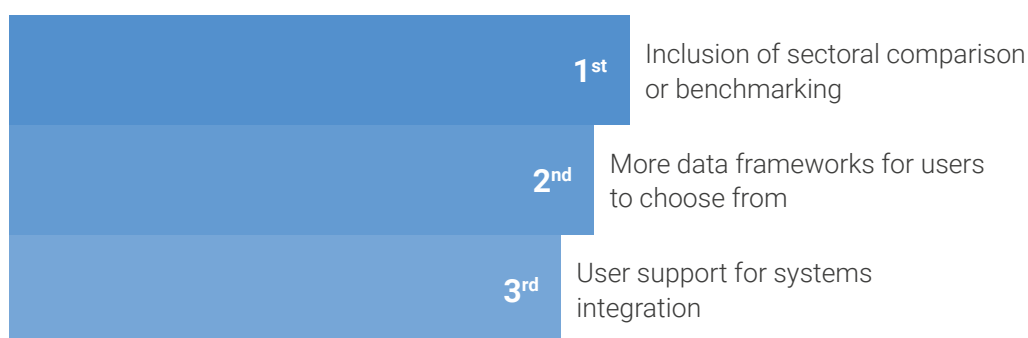 1st
Inclusion of sectoral comparison
or benchmarking
2nd
More data frameworks for users
to choose from
3rd
User support for systems
integration